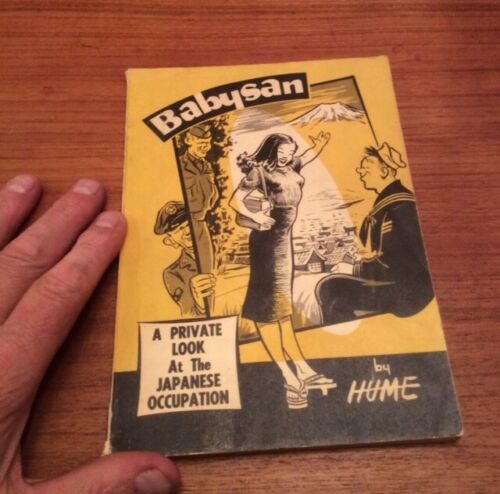 Babysan
A PRIVATE
LOOK
At The
JAPANESE
OCCUPATION
by
HUME